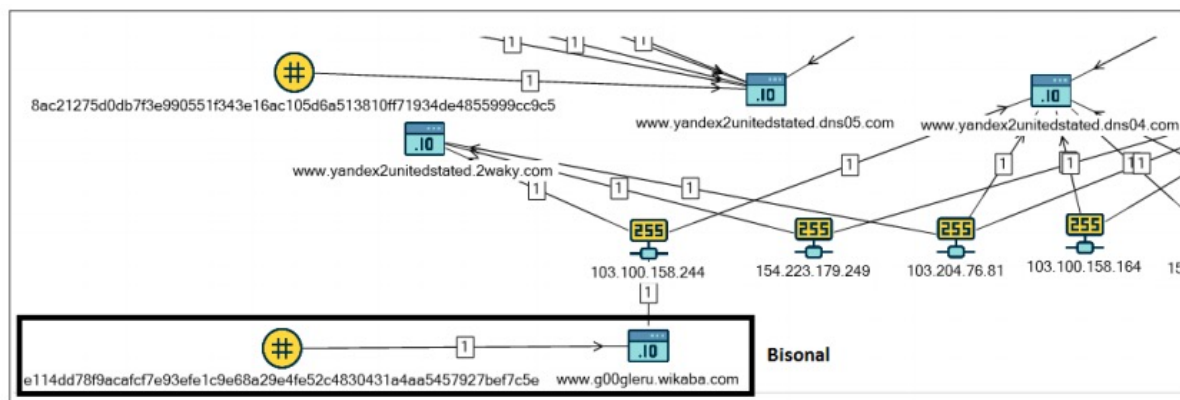 1
1
1
1
8ac21275d0db7f3e990551f343e16ac105d6a513810ff71934de4855999cc9c5
.IO
www.yandex2unitedstated.dns05.com
.IO
www.yandex2unitedstated.dns04.com
.IO
www.yandex2unitedstated.2waky.com
1
1
1
1
1
1
1
1
255
103.100.158.244
255
154.223.179.249
255
103.204.76.81
255
103.100.158.164
15
1
#
1
.IO
e114dd78f9acafcf7e93efe1c9e68a29e4fe52c4830431a4aa5457927bef7c5e
www.g00gleru.wikaba.com
Bisonal